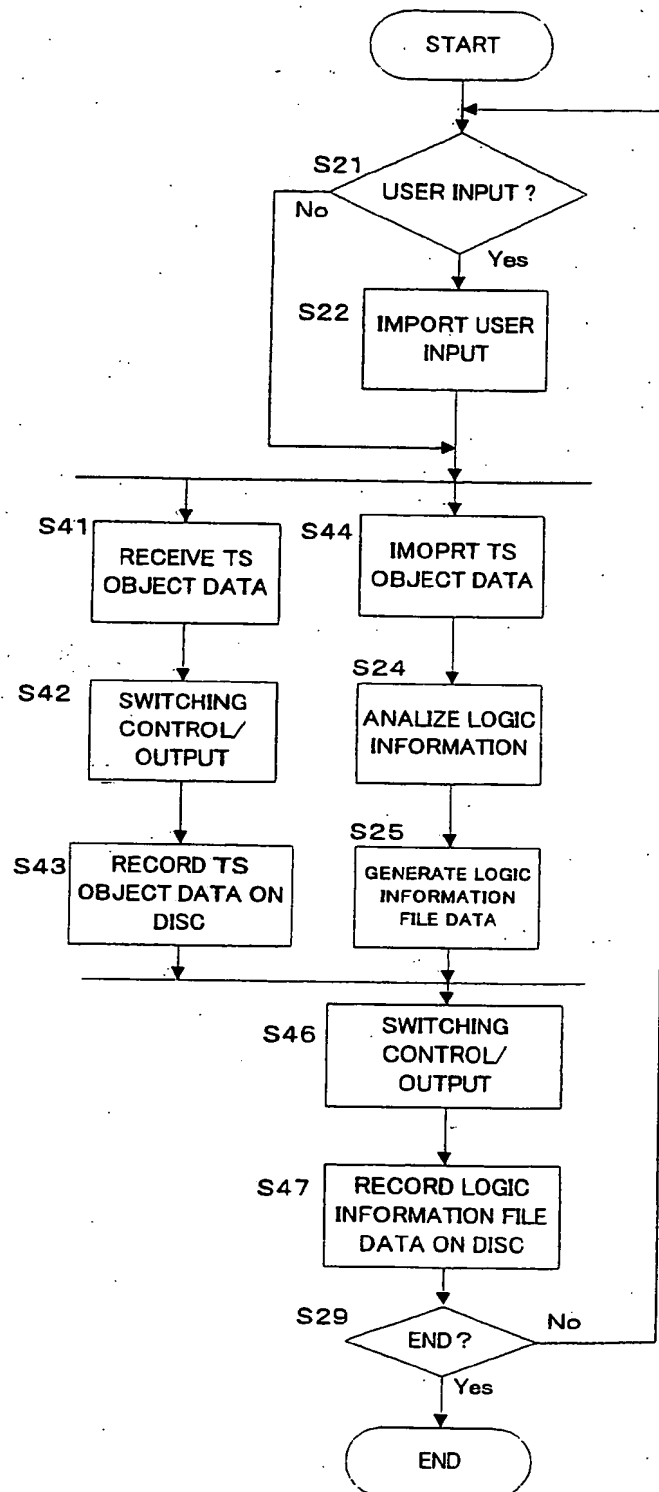 START
S21
USER INPUT ?
No
Yes
S22
IMPORT USER
INPUT
S41
RECEIVE TS
OBJECT DATA
S44
IMOPRT TS
OBJECT DATA
S42
SWITCHING
CONTROL/
OUTPUT
S24
ANALIZE LOGIC
INFORMATION
S43
RECORD TS
OBJECT DATA ON
DISC
S25
GENERATE LOGIC
INFORMATION
FILE DATA
S46
SWITCHING
CONTROL/
OUTPUT
S47
RECORD LOGIC
INFORMATION FILE
DATA ON DISC
S29
END ?
No
Yes
END